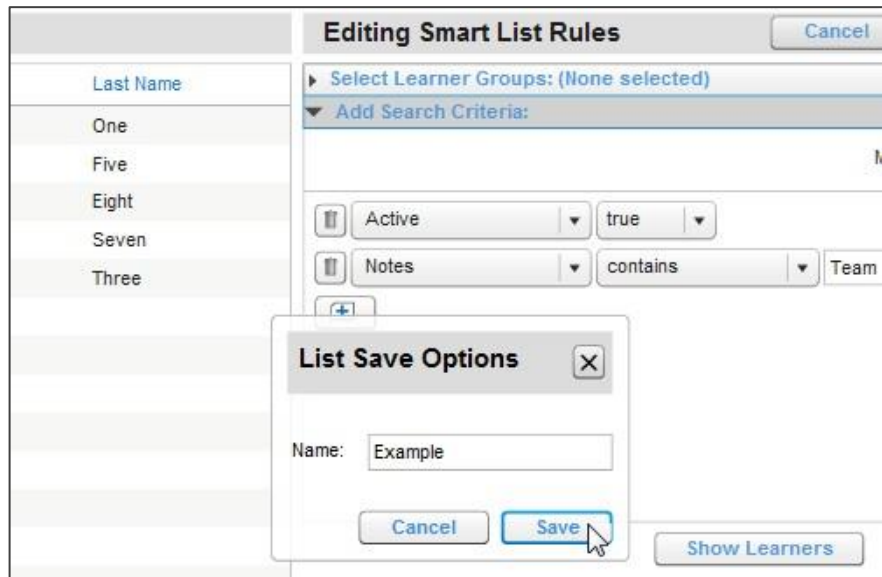 Editing Smart List Rules
Cancel
Last Name
One
Five
Eight
Seven
Three
Select Learner Groups: (None selected)
Add Search Criteria:
Active
true
Notes
contains
Team
List Save Options
Name:
Example
Cancel
Save
Show Learners